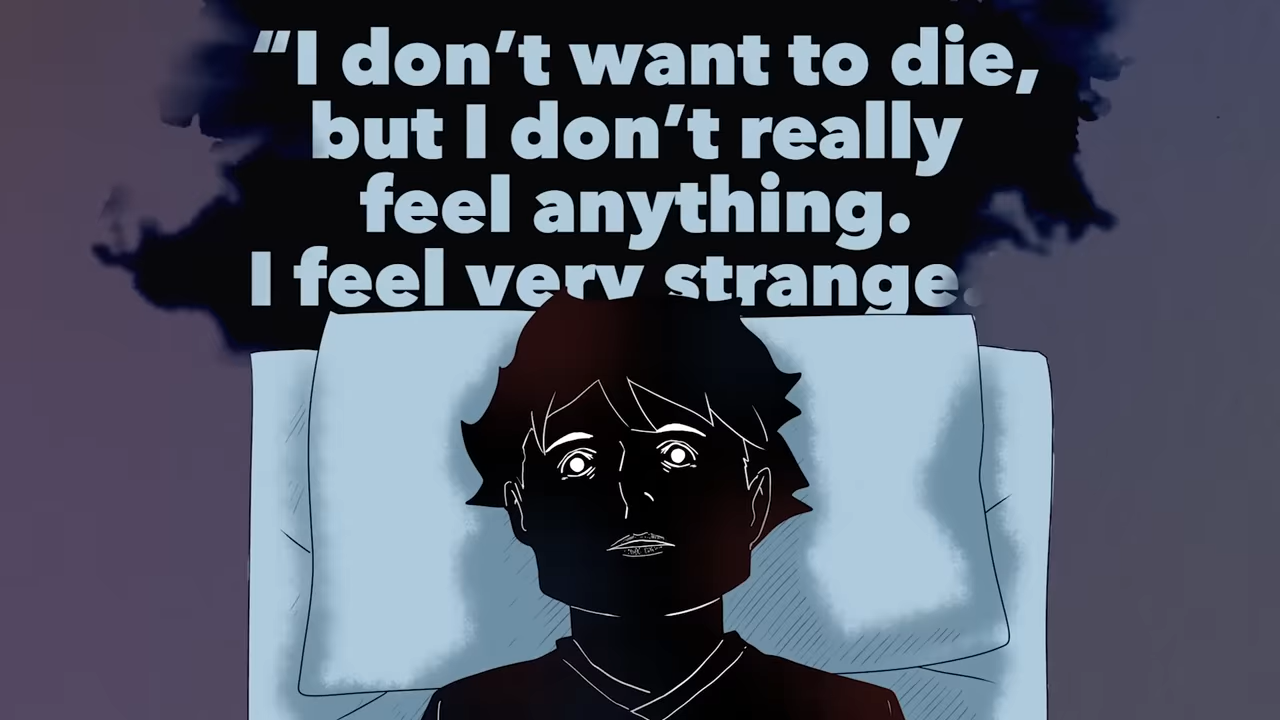 “I don’t want to die,
but I don’t really
feel anything.
I feel very strange.